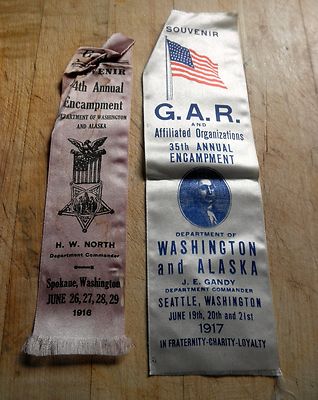 SOUVENIR
4th Annual
Encampment
DEPARTMENT OF WASHINGTON
AND ALASKA
H. W. NORTH
Department Commander
Spokane, Washington
JUNE 26, 27, 28, 29
1916
SOUVENIR
G.A.R.
AND
Affiliated Organizations
35th ANNUAL
ENCAMPMENT
DEPARTMENT OF
WASHINGTON
and ALASKA
J. E. GANDY
DEPARTMENT COMMANDER
SEATTLE, WASHINGTON
JUNE 19th, 20th and 21st
1917
IN FRATERNITY-CHARITY-LOYALTY